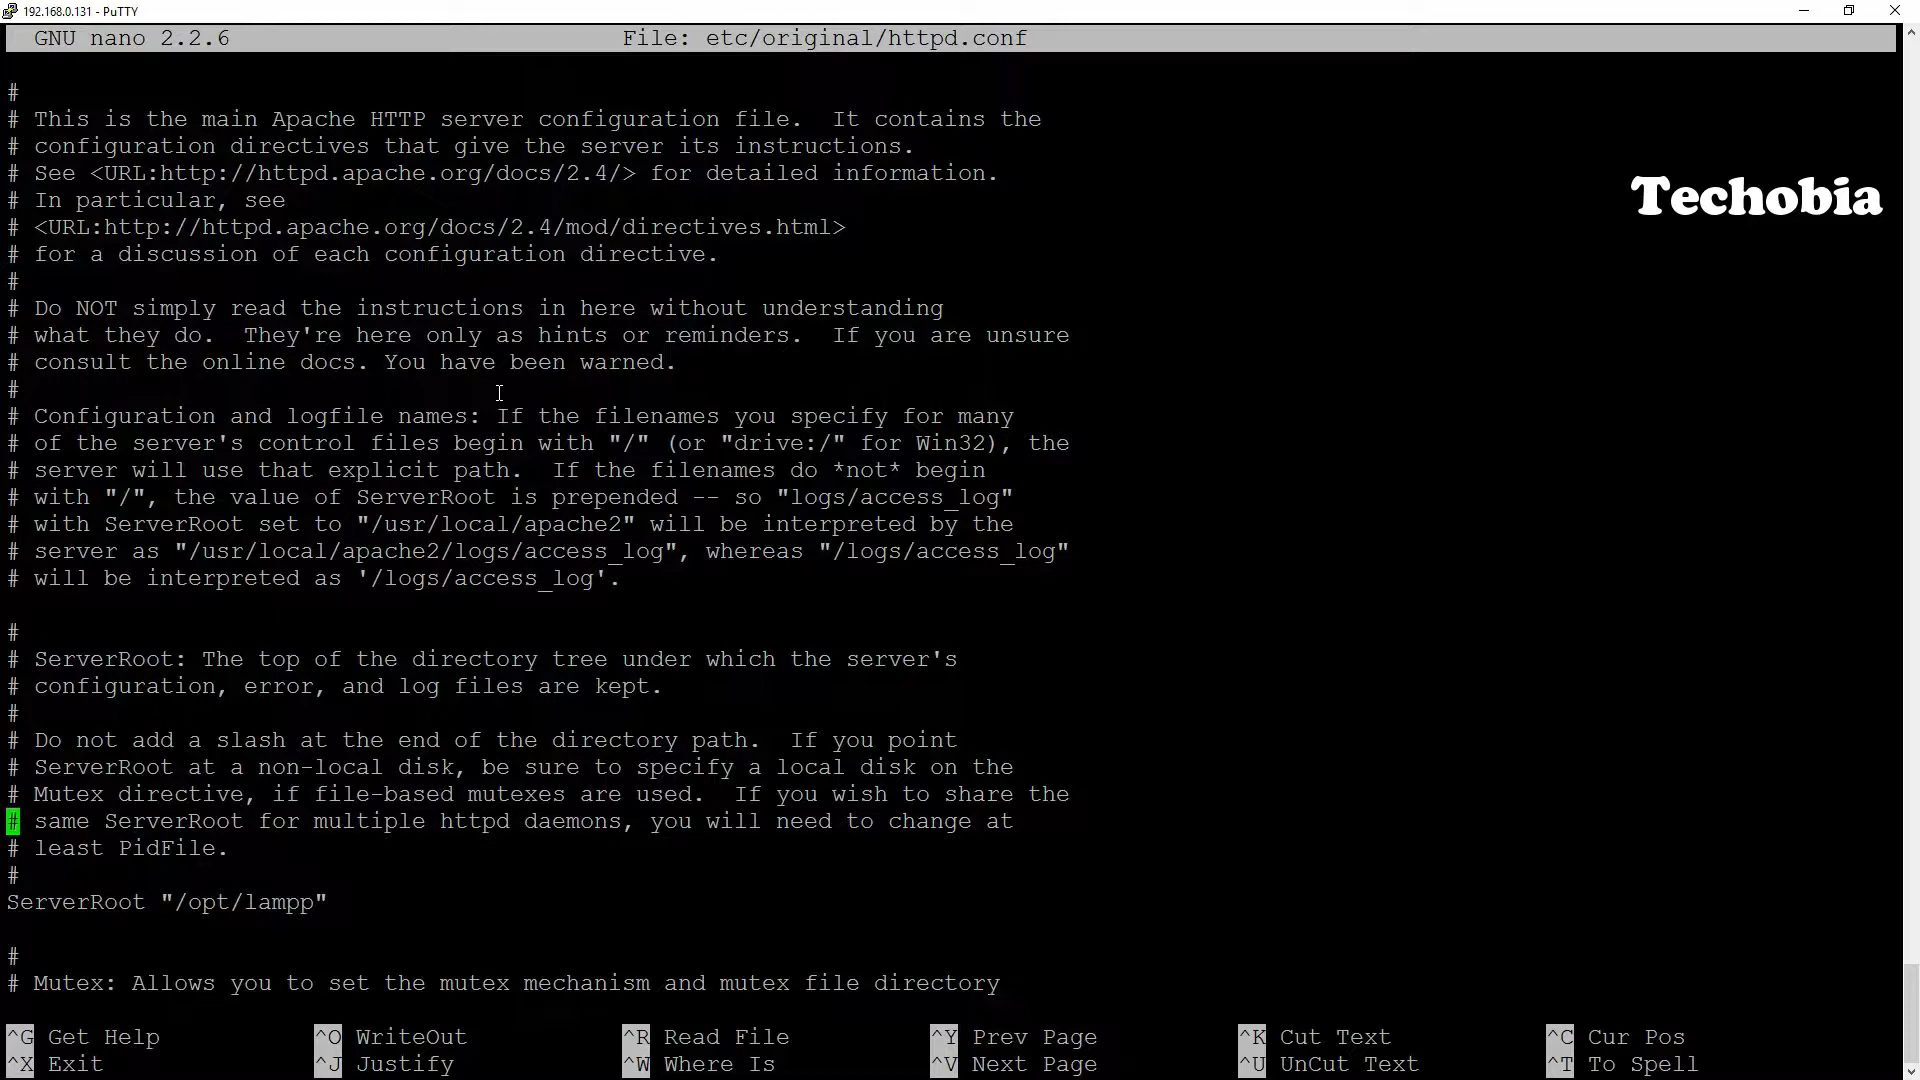 192.168.0.131 - PuTTY
GNU nano 2.2.6 File: etc/original/httpd.conf
#
# This is the main Apache HTTP server configuration file.  It contains the
# configuration directives that give the server its instructions.
# See <URL:http://httpd.apache.org/docs/2.4/> for detailed information.
# In particular, see
# <URL:http://httpd.apache.org/docs/2.4/mod/directives.html>
# for a discussion of each configuration directive.
Techobia
#
# Do NOT simply read the instructions in here without understanding
# what they do.  They're here only as hints or reminders.  If you are unsure
# consult the online docs. You have been warned.
#
# Configuration and logfile names: If the filenames you specify for many
# of the server's control files begin with "/" (or "drive:/" for Win32), the
# server will use that explicit path.  If the filenames do *not* begin
# with "/", the value of ServerRoot is prepended -- so "logs/access_log"
# with ServerRoot set to "/usr/local/apache2" will be interpreted by the
# server as "/usr/local/apache2/logs/access_log", whereas "/logs/access_log"
# will be interpreted as '/logs/access_log'.
#
# ServerRoot: The top of the directory tree under which the server's
# configuration, error, and log files are kept.
#
# Do not add a slash at the end of the directory path.  If you point
# ServerRoot at a non-local disk, be sure to specify a local disk on the
# Mutex directive, if file-based mutexes are used.  If you wish to share the
# same ServerRoot for multiple httpd daemons, you will need to change at
# least PidFile.
#
ServerRoot "/opt/lampp"
#
# Mutex: Allows you to set the mutex mechanism and mutex file directory
^G Get Help ^O WriteOut ^R Read File ^Y Prev Page ^K Cut Text ^C Cur Pos
^X Exit ^J Justify ^W Where Is ^V Next Page ^U UnCut Text ^T To Spell